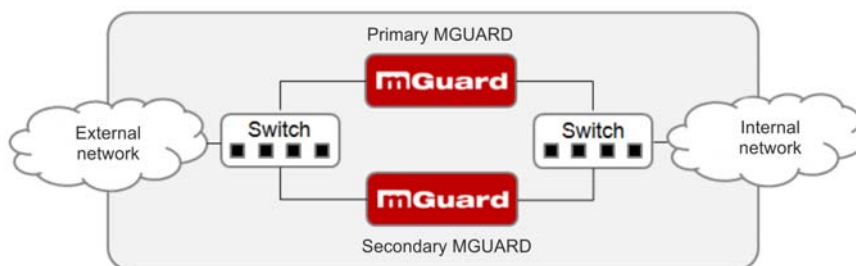 Primary MGUARD
mGuard
External
network
Switch
Switch
Internal
network
mGuard
Secondary MGUARD